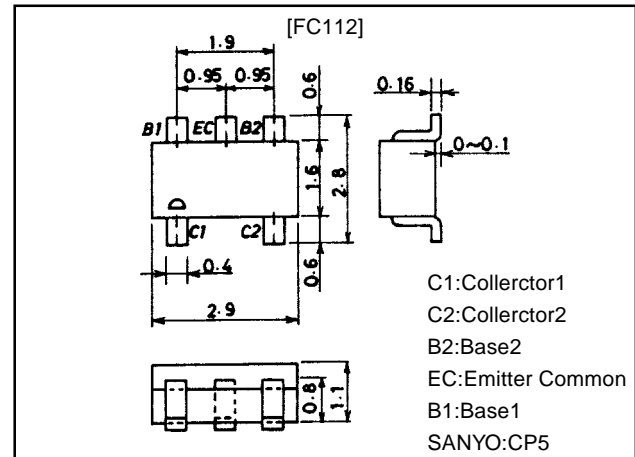 [FC112]
1.9
0.95 0.95
0.6
0.16
B1 EC B2
0~0.1
1.6
2.8
D
C1 C2
0.6
0.4
2.9
C1:Collerctor1
C2:Collerctor2
B2:Base2
EC:Emitter Common
B1:Base1
SANYO:CP5
0.8
1.1